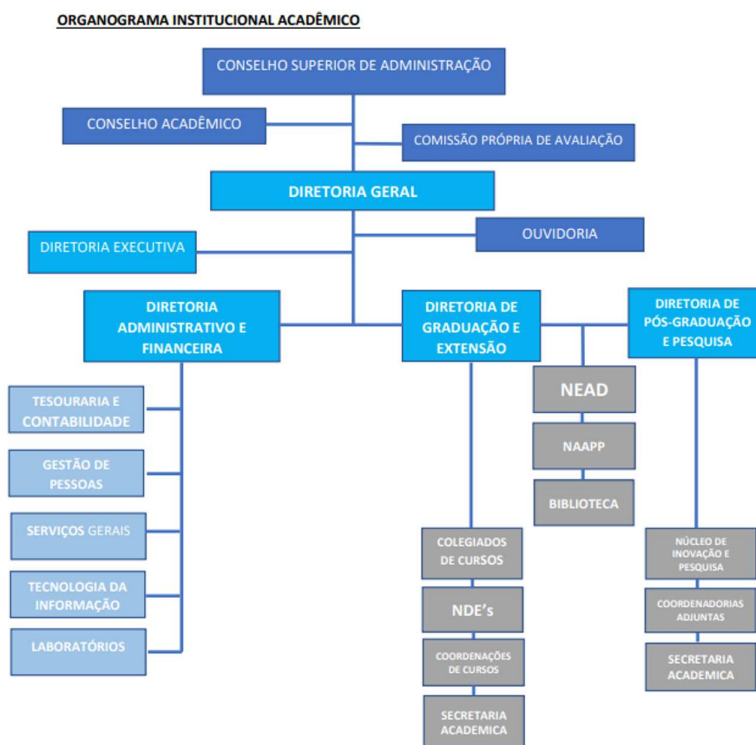 ORGANOGRAMA INSTITUCIONAL ACADÊMICO
CONSELHO SUPERIOR DE ADMINISTRAÇÃO
CONSELHO ACADÊMICO
COMISSÃO PRÓPRIA DE AVALIAÇÃO
DIRETORIA GERAL
OUVIDORIA
DIRETORIA EXECUTIVA
DIRETORIA
ADMINISTRATIVO E
FINANCEIRA
DIRETORIA DE
GRADUAÇÃO E
EXTENSÃO
DIRETORIA DE
PÓS-GRADUAÇÃO
E PESQUISA
TESOURARIA E
CONTABILIDADE
GESTÃO DE
PESSOAS
SERVIÇOS GERAIS
TECNOLOGIA DA
INFORMAÇÃO
LABORATÓRIOS
NEAD
NAAPP
BIBLIOTECA
COLEGIADOS
DE CURSOS
NDE's
COORDENAÇÕES
DE CURSOS
SECRETARIA
ACADEMICA
NÚCLEO DE
INOVAÇÃO E
PESQUISA
COORDENADORIAS
ADJUNTAS
SECRETARIA
ACADEMICA